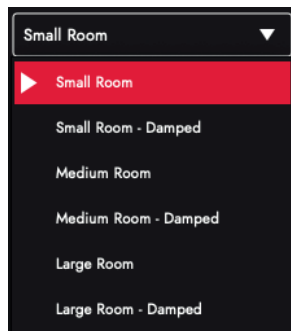 Small Room
Small Room
Small Room - Damped
Medium Room
Medium Room - Damped
Large Room
Large Room - Damped